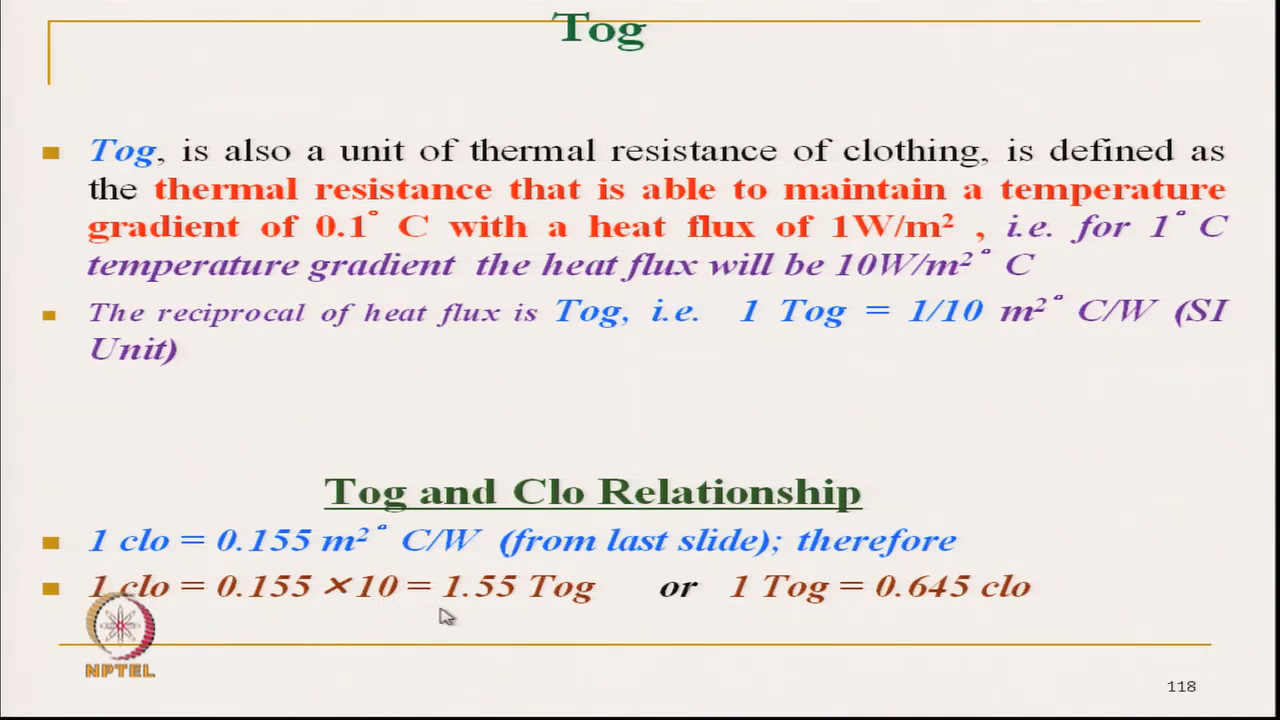 Tog
Tog, is also a unit of thermal resistance of clothing, is defined as
the thermal resistance that is able to maintain a temperature
gradient of 0.1° C with a heat flux of 1W/m² , i.e. for 1° C
temperature gradient the heat flux will be 10W/m²° C
The reciprocal of heat flux is Tog, i.e. 1 Tog = 1/10 m²° C/W (SI
Unit)
Tog and Clo Relationship
1 clo = 0.155 m²° C/W (from last slide); therefore
1 clo = 0.155 ×10 = 1.55 Tog or 1 Tog = 0.645 clo
NPTEL
118